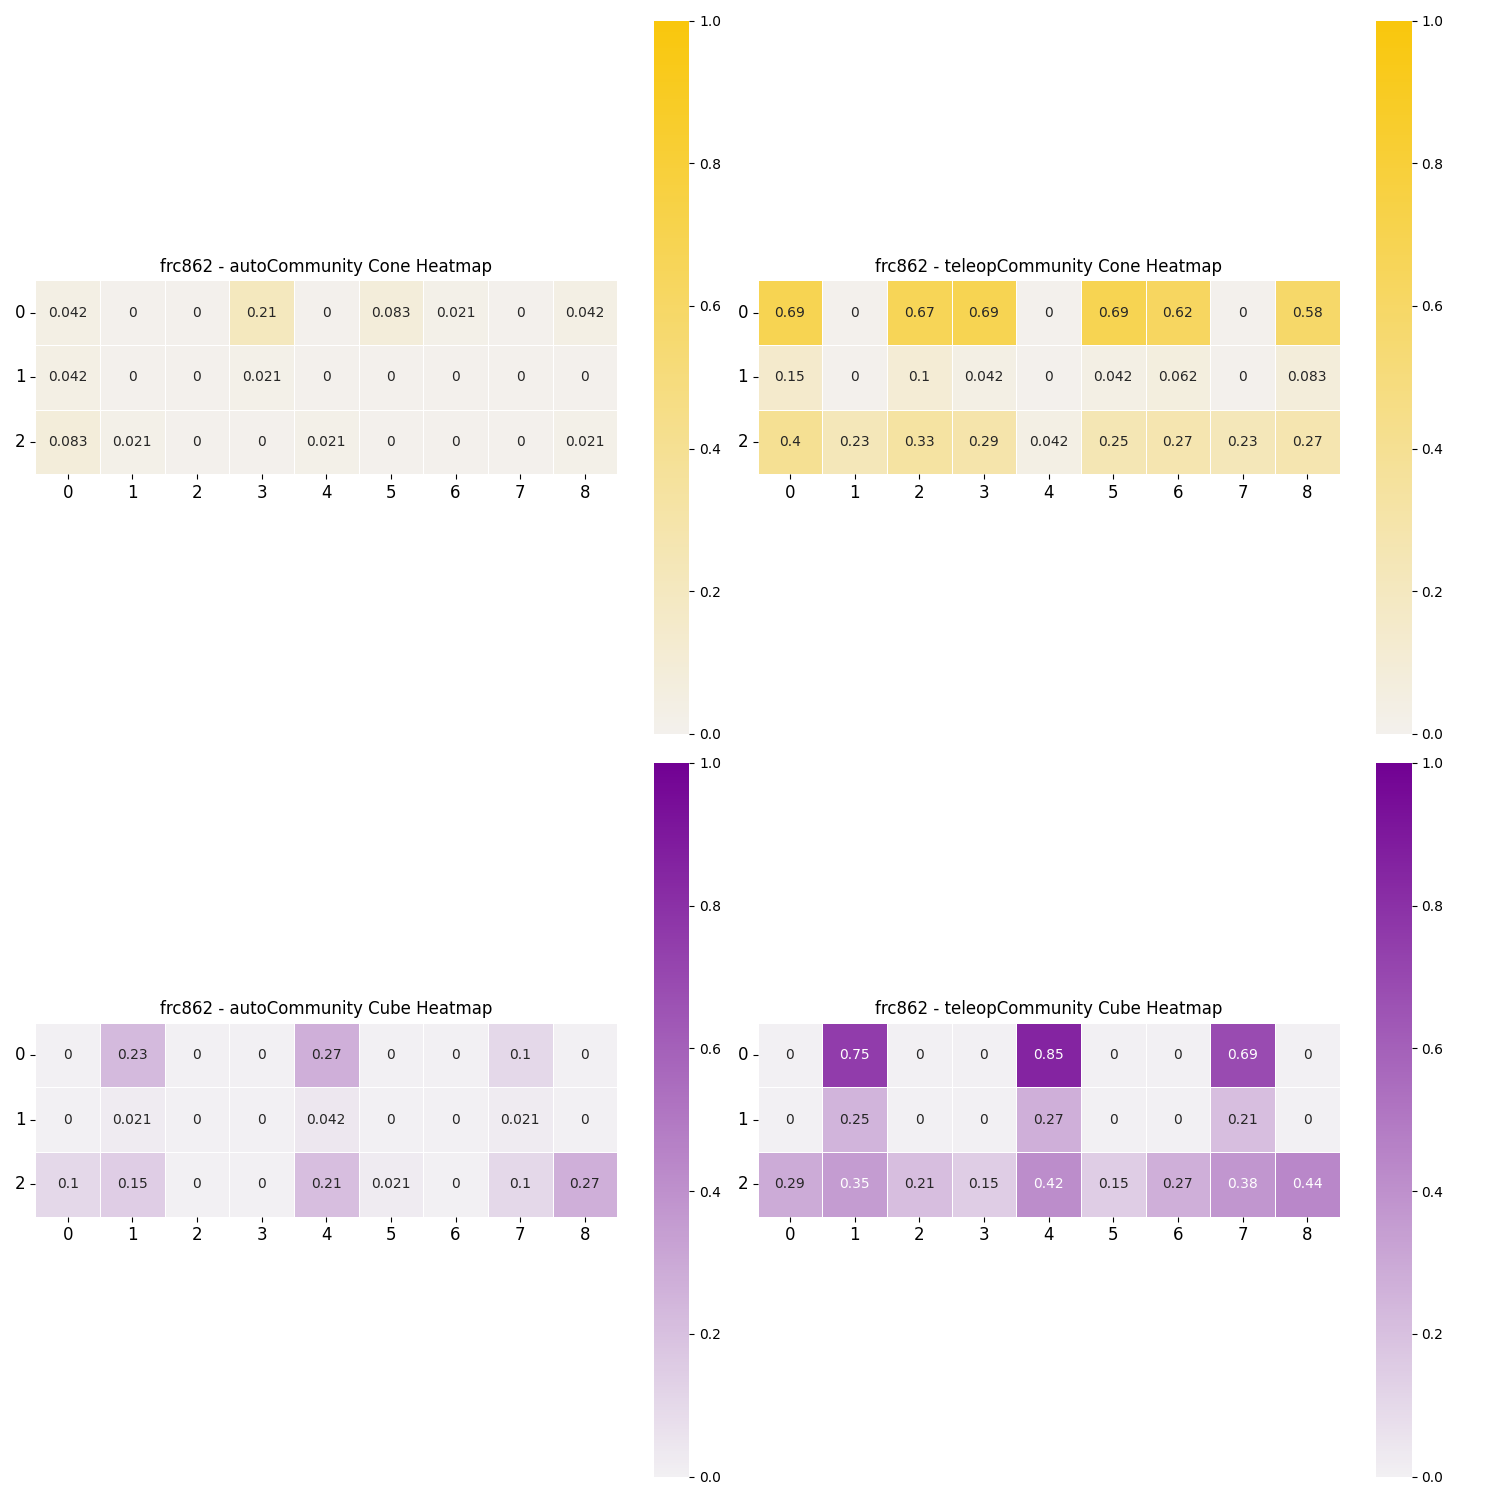 frc862 - autoCommunity Cone Heatmap
0 0.042 0 0 0.21 0 0.083 0.021 0 0.042
1 0.042 0 0 0.021 0 0 0 0 0
2 0.083 0.021 0 0 0.021 0 0 0 0.021
0 1 2 3 4 5 6 7 8
1.0
0.8
0.6
0.4
0.2
0.0
frc862 - teleopCommunity Cone Heatmap
0 0.69 0 0.67 0.69 0 0.69 0.62 0 0.58
1 0.15 0 0.1 0.042 0 0.042 0.062 0 0.083
2 0.4 0.23 0.33 0.29 0.042 0.25 0.27 0.23 0.27
0 1 2 3 4 5 6 7 8
1.0
0.8
0.6
0.4
0.2
0.0
frc862 - autoCommunity Cube Heatmap
0 0 0.23 0 0 0.27 0 0 0.1 0
1 0 0.021 0 0 0.042 0 0 0.021 0
2 0.1 0.15 0 0 0.21 0.021 0 0.1 0.27
0 1 2 3 4 5 6 7 8
1.0
0.8
0.6
0.4
0.2
0.0
frc862 - teleopCommunity Cube Heatmap
0 0 0.75 0 0 0.85 0 0 0.69 0
1 0 0.25 0 0 0.27 0 0 0.21 0
2 0.29 0.35 0.21 0.15 0.42 0.15 0.27 0.38 0.44
0 1 2 3 4 5 6 7 8
1.0
0.8
0.6
0.4
0.2
0.0